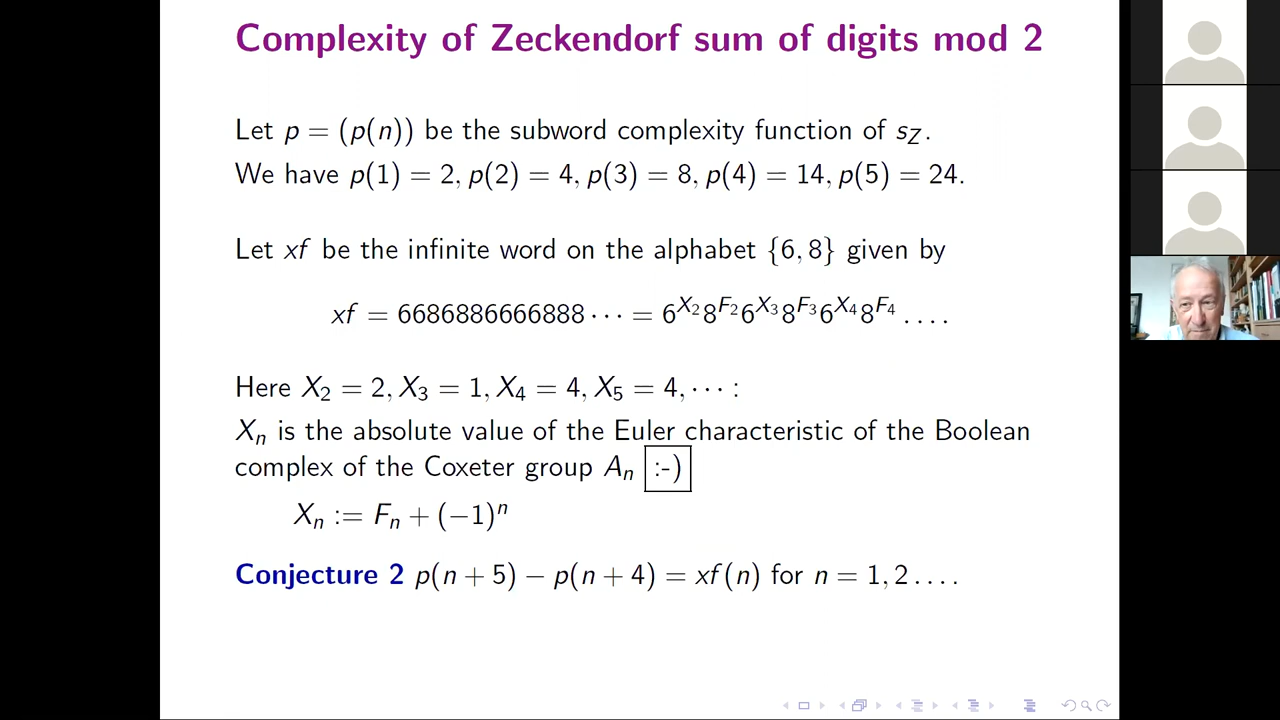 Complexity of Zeckendorf sum of digits mod 2
Let p = (p(n)) be the subword complexity function of s_Z.
We have p(1) = 2, p(2) = 4, p(3) = 8, p(4) = 14, p(5) = 24.
Let xf be the infinite word on the alphabet {6, 8} given by
xf = 6686886666888 ⋯ = 6^{X_2}8^{F_2}6^{X_3}8^{F_3}6^{X_4}8^{F_4} ....
Here X_2 = 2, X_3 = 1, X_4 = 4, X_5 = 4, ⋯ :
X_n is the absolute value of the Euler characteristic of the Boolean
complex of the Coxeter group A_n :-)
X_n := F_n + (−1)^n
Conjecture 2 p(n + 5) − p(n + 4) = xf(n) for n = 1, 2 ....